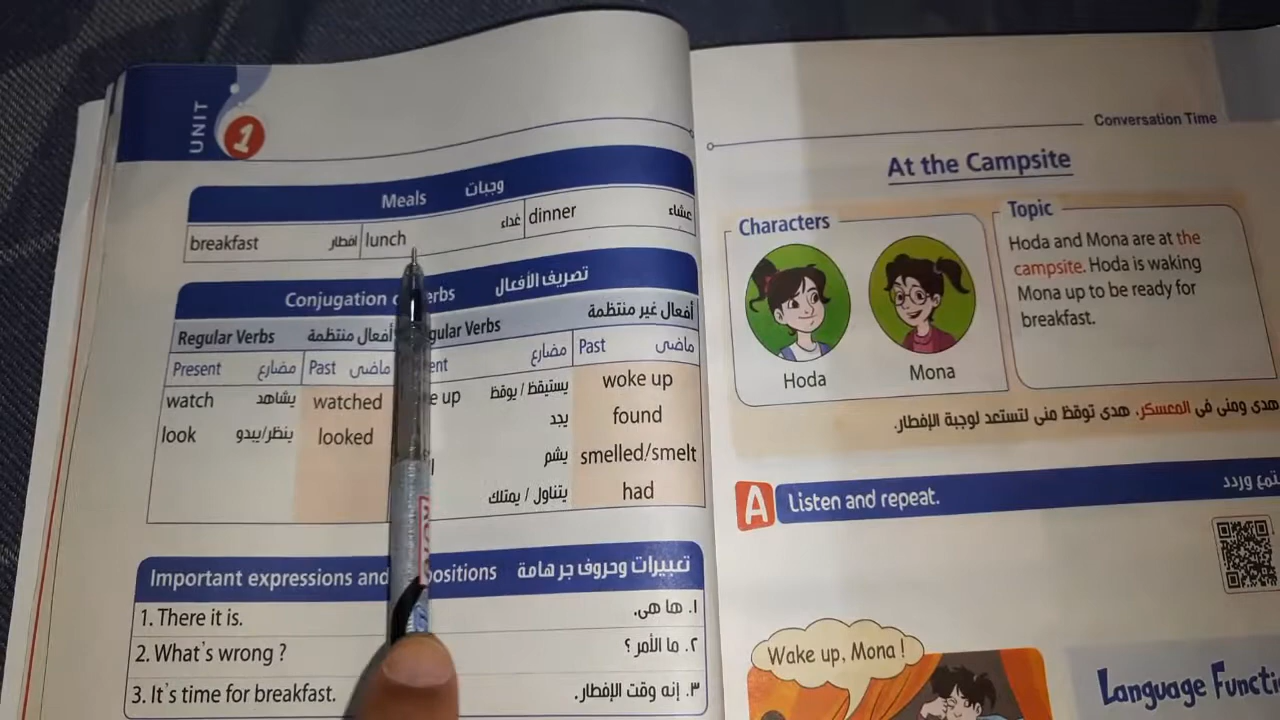 UNIT
1
Meals وجبات
breakfast افطار lunch غداء dinner عشاء
Conjugation تصريف الأفعال
Regular Verbs أفعال منتظمة Verbs أفعال غير منتظمة
Present مضارع Past ماضى مضارع Past ماضى
watch يشاهد watched up يستيقظ / يوقظ woke up
look ينظر/يبدو looked يجد found
يشم smelled/smelt
يتناول / يمتلك had
Important expressions and تعبيرات وحروف جر هامة
1. There it is. ١. ها هى.
2. What's wrong ? ٢. ما الأمر ؟
3. It's time for breakfast. ٣. إنه وقت الإفطار.
Conversation Time
At the Campsite
Characters
Hoda
Mona
Topic
Hoda and Mona are at the
campsite. Hoda is waking
Mona up to be ready for
breakfast.
هدى ومنى فى المعسكر، هدى توقظ منى لتستعد لوجبة الإفطار.
A Listen and repeat. وردد
Wake up, Mona !
Language